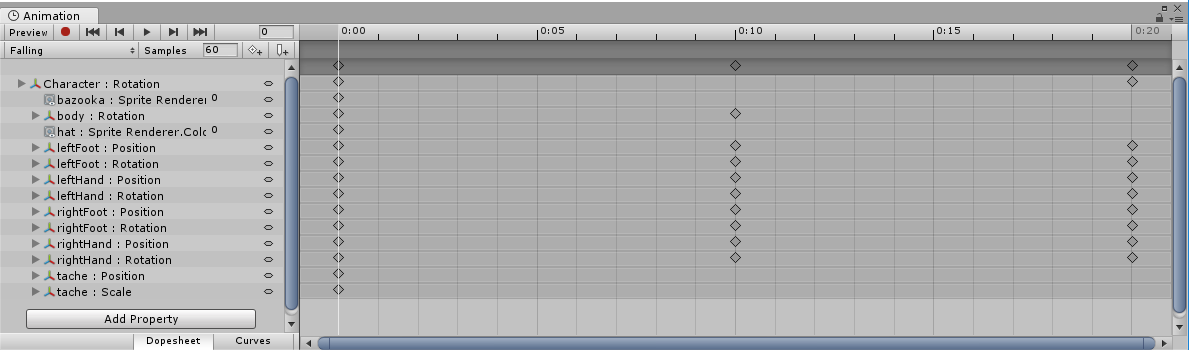 Animation
Preview 0 0:00 0:05 0:10 0:15 0:20
Falling Samples 60
Character : Rotation
bazooka : Sprite Renderer 0
body : Rotation
hat : Sprite Renderer.Colo 0
leftFoot : Position
leftFoot : Rotation
leftHand : Position
leftHand : Rotation
rightFoot : Position
rightFoot : Rotation
rightHand : Position
rightHand : Rotation
tache : Position
tache : Scale
Add Property
Dopesheet Curves